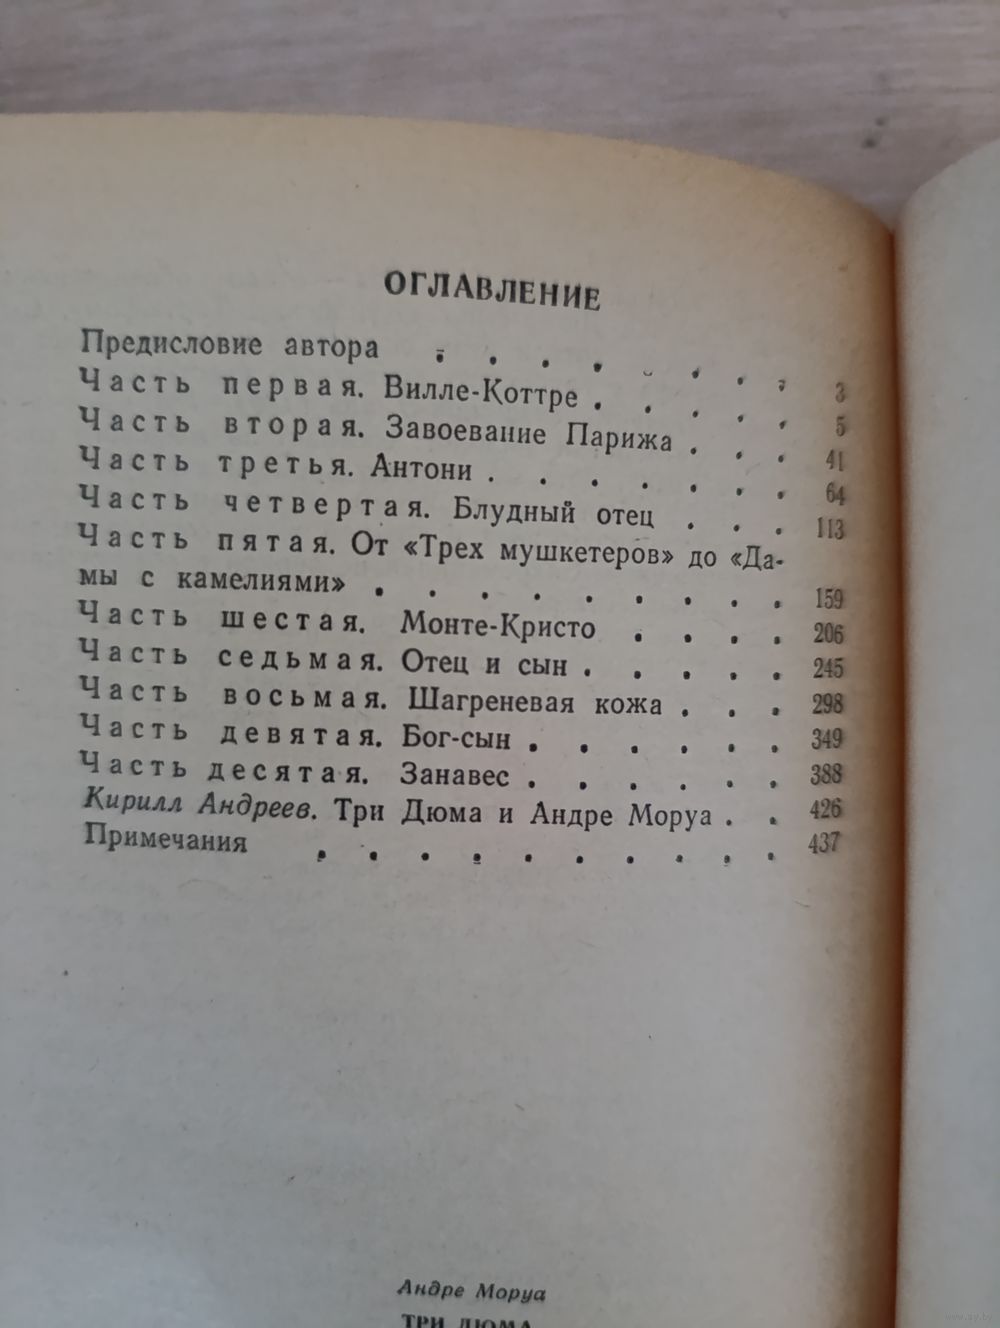 ОГЛАВЛЕНИЕ
Предисловие автора . . . . . . . . 3
Часть первая. Вилле-Коттре . . . . . 5
Часть вторая. Завоевание Парижа . . . 41
Часть третья. Антони . . . . . . . 64
Часть четвертая. Блудный отец . . . 113
Часть пятая. От «Трех мушкетеров» до «Да-
мы с камелиями» . . . . . . . . . 159
Часть шестая. Монте-Кристо . . . . 206
Часть седьмая. Отец и сын . . . . . 245
Часть восьмая. Шагреневая кожа . . . 298
Часть девятая. Бог-сын . . . . . . 349
Часть десятая. Занавес . . . . . . 388
Кирилл Андреев. Три Дюма и Андре Моруа . . 426
Примечания . . . . . . . . . . 437
Андре Моруа
ТРИ ДЮМА